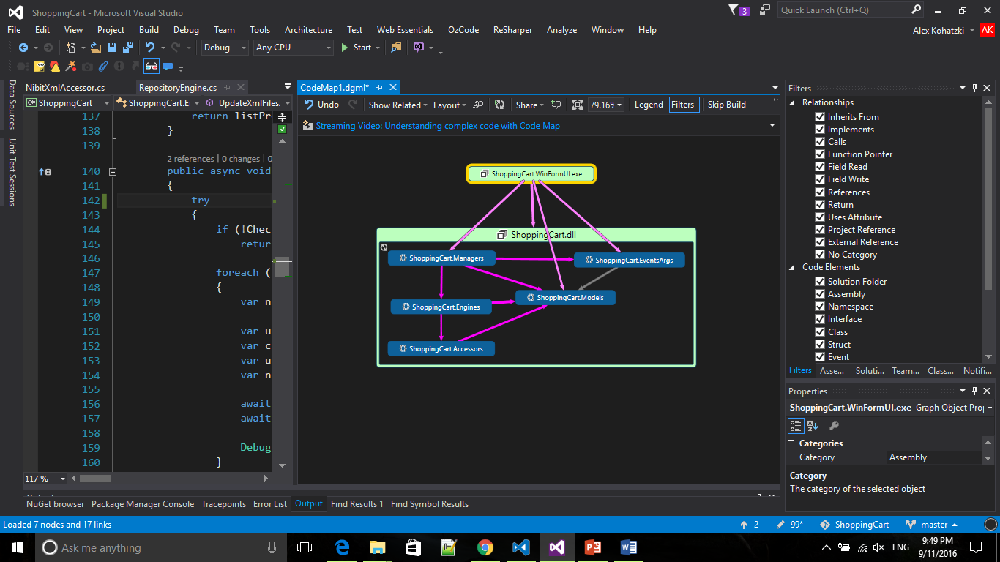 ShoppingCart - Microsoft Visual Studio
3
Quick Launch (Ctrl+Q)
File Edit View Project Build Debug Team Tools Architecture Test Web Essentials OzCode ReSharper Analyze Window Help
Alex Kohatzki AK
Debug Any CPU Start
Data Sources
Unit Test Sessions
NibitXmlAccessor.cs RepositoryEngine.cs
C# ShoppingCart ShoppingCart.En UpdateXmlFiles
137 return listPro
138 }
139
2 references | 0 changes | 0
140 public async void
141 {
142 try
143 {
144 if (!Check
145 return
146
147 foreach (
148 {
149 var n
150
151 var u
152 var c
153 var u
154 var na
155
156 await
157 await
158
159 Debug
160 }
117 %
CodeMap1.dgml*
Undo Show Related Layout Share 79.16% Legend Filters Skip Build
Streaming Video: Understanding complex code with Code Map
ShoppingCart.WinFormUI.exe
ShoppingCart.dll
ShoppingCart.Managers
ShoppingCart.EventsArgs
ShoppingCart.Models
ShoppingCart.Engines
ShoppingCart.Accessors
Filters
Relationships
Inherits From
Implements
Calls
Function Pointer
Field Read
Field Write
References
Return
Uses Attribute
Project Reference
External Reference
No Category
Code Elements
Solution Folder
Assembly
Namespace
Interface
Class
Struct
Event
Filters Asse... Soluti... Team... Class... Notifi...
Properties
ShoppingCart.WinFormUI.exe Graph Object Pro
Categories
Category Assembly
Category
The category of the selected object
NuGet browser Package Manager Console Tracepoints Error List Output Find Results 1 Find Symbol Results
Loaded 7 nodes and 17 links
2 99* ShoppingCart master
Ask me anything
ENG
9:49 PM
9/11/2016